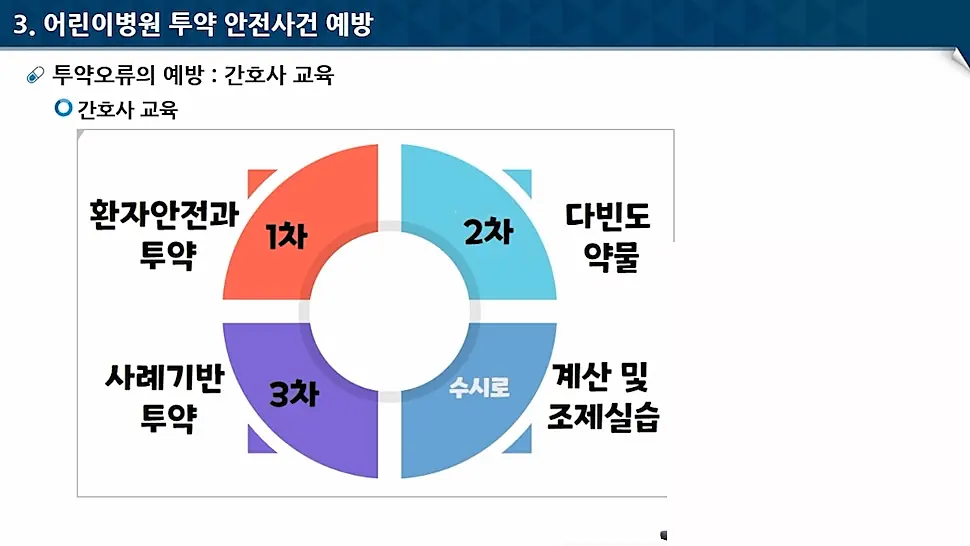 3. 어린이병원 투약 안전사건 예방
투약오류의 예방 : 간호사 교육
간호사 교육
환자안전과
투약
1차
2차
다빈도
약물
사례기반
투약
3차
수시로
계산 및
조제실습